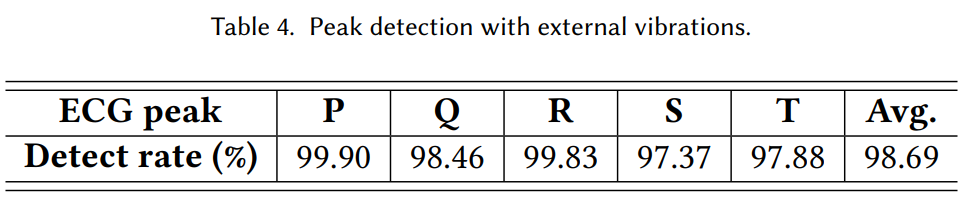 Table 4. Peak detection with external vibrations.
ECG peak P Q R S T Avg.
Detect rate (%) 99.90 98.46 99.83 97.37 97.88 98.69